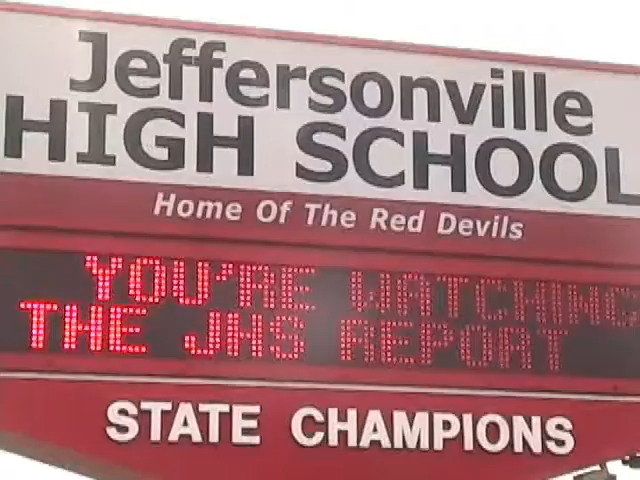 Jeffersonville
HIGH SCHOOL
Home Of The Red Devils
YOU'RE WATCHING
THE JHS REPORT
STATE CHAMPIONS